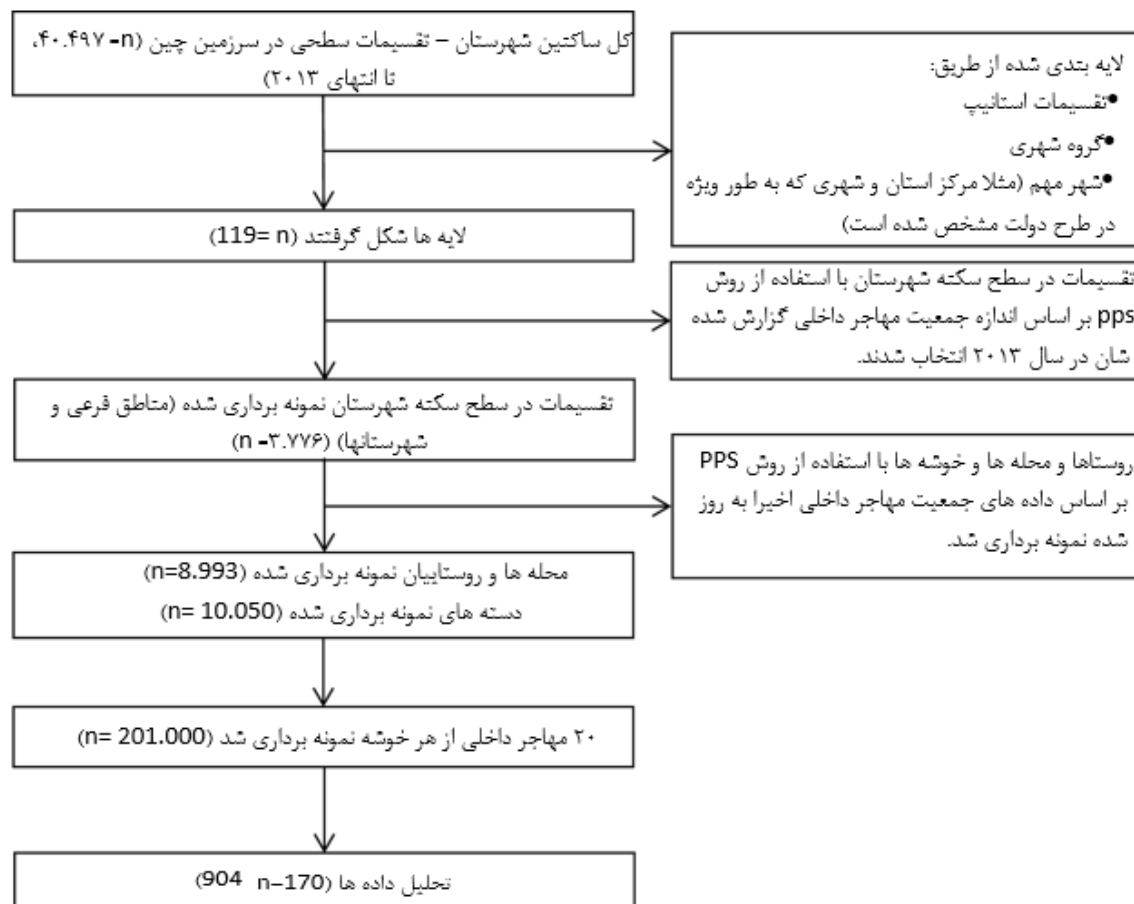 کل ساکتین شهرستان – تقسیمات سطحی در سرزمین چین (n-۴۰.۴۹۷،
تا انتهای ۲۰۱۳)
لایه بتدی شده از طریق:
•تقسیمات استانیپ
•گروه شهری
•شهر مهم (مثلا مرکز استان و شهری که به طور ویژه
در طرح دولت مشخص شده است)
لایه ها شکل گرفتتد (n =119)
تقسیمات در سطح سکته شهرستان با استفاده از روش
pps بر اساس اندازه جمعیت مهاجر داخلی گزارش شده
شان در سال ۲۰۱۳ انتخاب شدند.
تقسیمات در سطح سکته شهرستان نمونه برداری شده (متاطق فرعی و
شهرستانها) (n -۳.۷۷۶)
روستاها و محله ها و خوشه ها با استفاده از روش PPS
بر اساس داده های جمعیت مهاجر داخلی اخیرا به روز
شده نمونه برداری شد.
محله ها و روستاییان نمونه برداری شده (n=8.993)
دسته های نمونه برداری شده (n= 10.050)
۲۰ مهاجر داخلی از هر خوشه نمونه برداری شد (n= 201.000)
تحلیل داده ها (n–170 904)